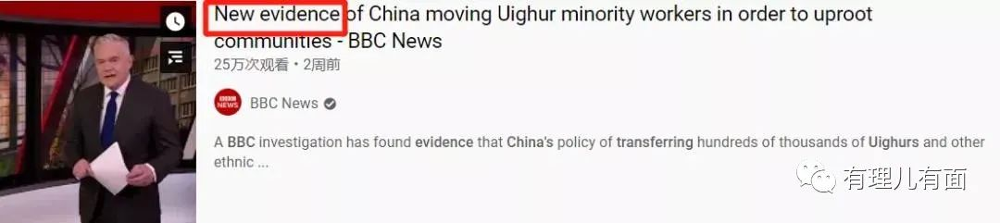 New evidence of China moving Uighur minority workers in order to uproot
communities - BBC News
25万次观看・2周前
BBC NEWS
BBC News
A BBC investigation has found evidence that China's policy of transferring hundreds of thousands of Uighurs and other
ethnic ...
有理儿有面